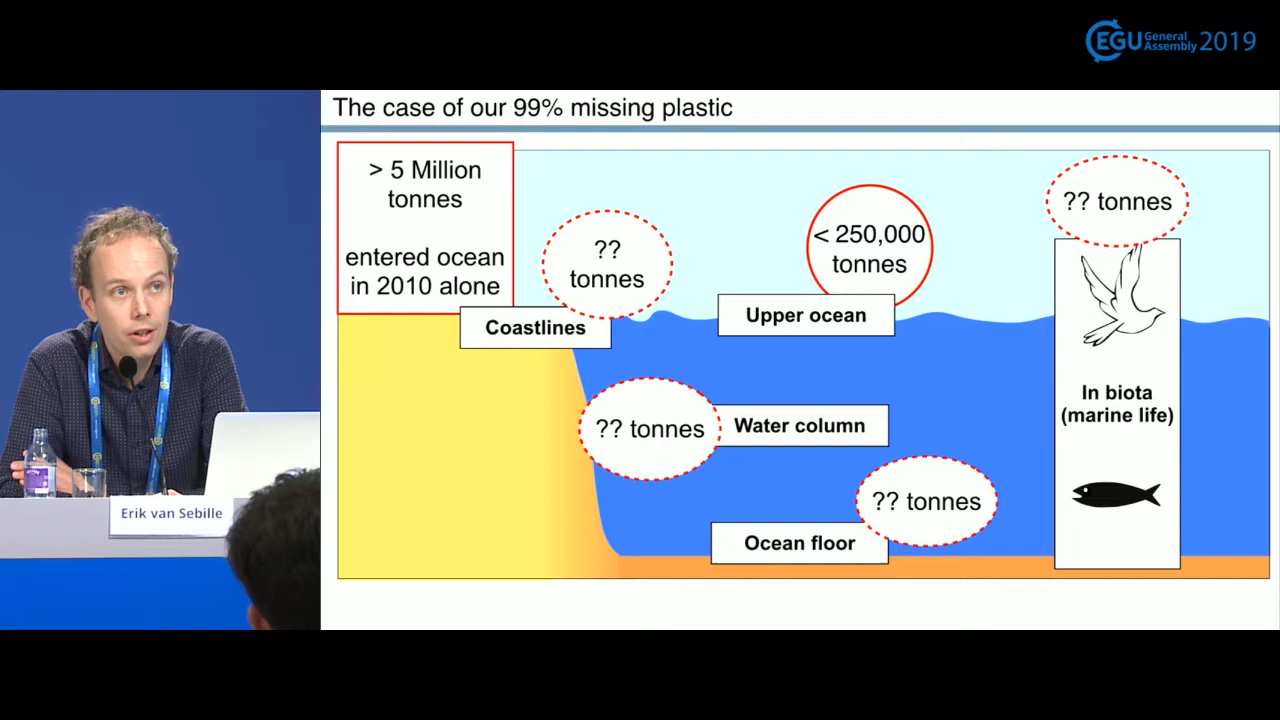 EGU General
Assembly 2019
The case of our 99% missing plastic
> 5 Million
tonnes
entered ocean
in 2010 alone
??
tonnes
< 250,000
tonnes
?? tonnes
Coastlines
Upper ocean
In biota
(marine life)
?? tonnes
Water column
?? tonnes
Ocean floor
Erik van Sebille